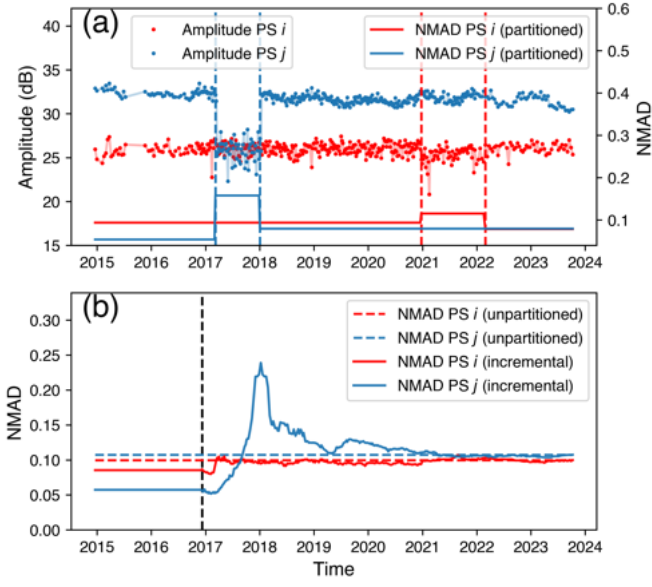 (a)
Amplitude PS i
Amplitude PS j
NMAD PS i (partitioned)
NMAD PS j (partitioned)
Amplitude (dB)
40
35
30
25
20
15
NMAD
0.6
0.5
0.4
0.3
0.2
0.1
2015 2016 2017 2018 2019 2020 2021 2022 2023 2024
(b)
NMAD PS i (unpartitioned)
NMAD PS j (unpartitioned)
NMAD PS i (incremental)
NMAD PS j (incremental)
NMAD
0.30
0.25
0.20
0.15
0.10
0.05
0.00
2015 2016 2017 2018 2019 2020 2021 2022 2023 2024
Time